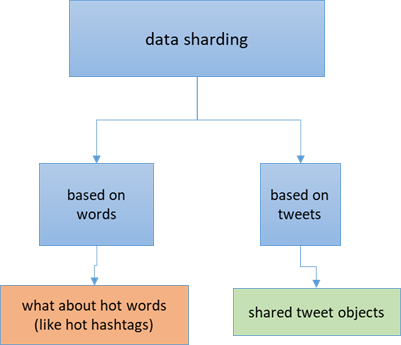 data sharding
based on
words
based on
tweets
what about hot words
(like hot hashtags)
shared tweet objects